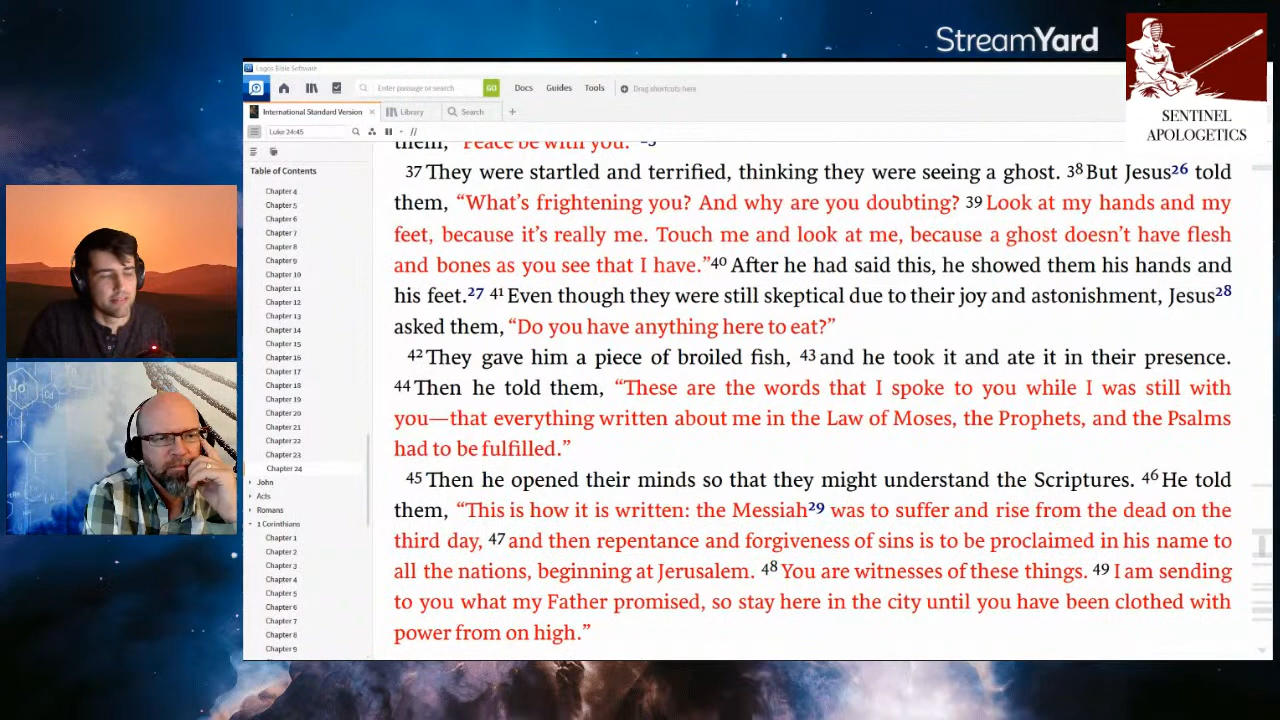 StreamYard
SENTINEL
APOLOGETICS
Logos Bible Software
Enter passage or search GO Docs Guides Tools Drag shortcuts here
International Standard Version × Library Search +
Luke 24:45
Table of Contents
Chapter 4
Chapter 5
Chapter 6
Chapter 7
Chapter 8
Chapter 9
Chapter 10
Chapter 11
Chapter 12
Chapter 13
Chapter 14
Chapter 15
Chapter 16
Chapter 17
Chapter 18
Chapter 19
Chapter 20
Chapter 21
Chapter 22
Chapter 23
Chapter 24
John
Acts
Romans
1 Corinthians
Chapter 1
Chapter 2
Chapter 3
Chapter 4
Chapter 5
Chapter 6
Chapter 7
Chapter 8
Chapter 9
them, “Peace be with you.”
37 They were startled and terrified, thinking they were seeing a ghost. 38 But Jesus26 told
them, “What’s frightening you? And why are you doubting? 39 Look at my hands and my
feet, because it’s really me. Touch me and look at me, because a ghost doesn’t have flesh
and bones as you see that I have.” 40 After he had said this, he showed them his hands and
his feet.27 41 Even though they were still skeptical due to their joy and astonishment, Jesus28
asked them, “Do you have anything here to eat?”
42 They gave him a piece of broiled fish, 43 and he took it and ate it in their presence.
44 Then he told them, “These are the words that I spoke to you while I was still with
you—that everything written about me in the Law of Moses, the Prophets, and the Psalms
had to be fulfilled.”
45 Then he opened their minds so that they might understand the Scriptures. 46 He told
them, “This is how it is written: the Messiah29 was to suffer and rise from the dead on the
third day, 47 and then repentance and forgiveness of sins is to be proclaimed in his name to
all the nations, beginning at Jerusalem. 48 You are witnesses of these things. 49 I am sending
to you what my Father promised, so stay here in the city until you have been clothed with
power from on high.”